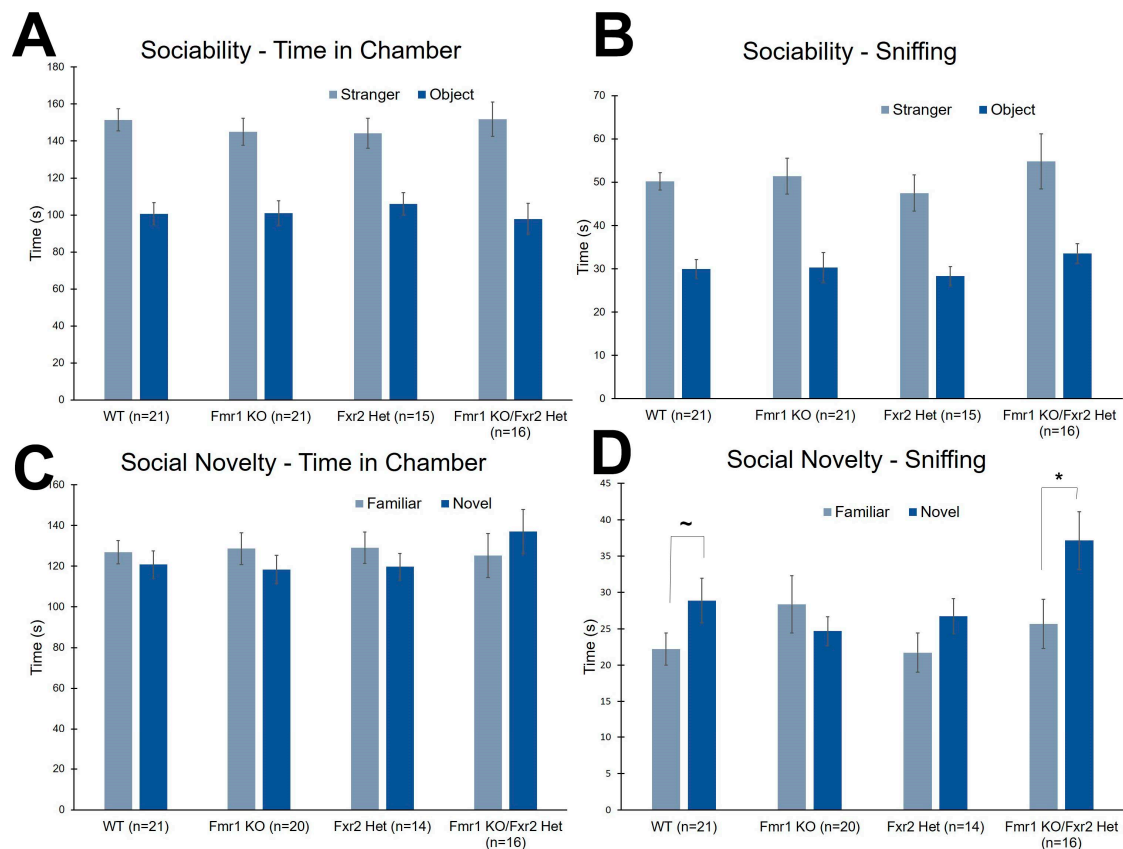 A
Sociability - Time in Chamber
Stranger Object
180
160
140
120
100
80
60
40
20
0
Time (s)
WT (n=21) Fmr1 KO (n=21) Fxr2 Het (n=15) Fmr1 KO/Fxr2 Het
(n=16)
B
Sociability - Sniffing
Stranger Object
70
60
50
40
30
20
10
0
Time (s)
WT (n=21) Fmr1 KO (n=21) Fxr2 Het (n=15) Fmr1 KO/Fxr2 Het
(n=16)
C
Social Novelty - Time in Chamber
Familiar Novel
160
140
120
100
80
60
40
20
0
Time (s)
WT (n=21) Fmr1 KO (n=20) Fxr2 Het (n=14) Fmr1 KO/Fxr2 Het
(n=16)
D
Social Novelty - Sniffing
Familiar Novel
45
40
35
30
25
20
15
10
5
0
Time (s)
~
*
WT (n=21) Fmr1 KO (n=20) Fxr2 Het (n=14) Fmr1 KO/Fxr2 Het
(n=16)